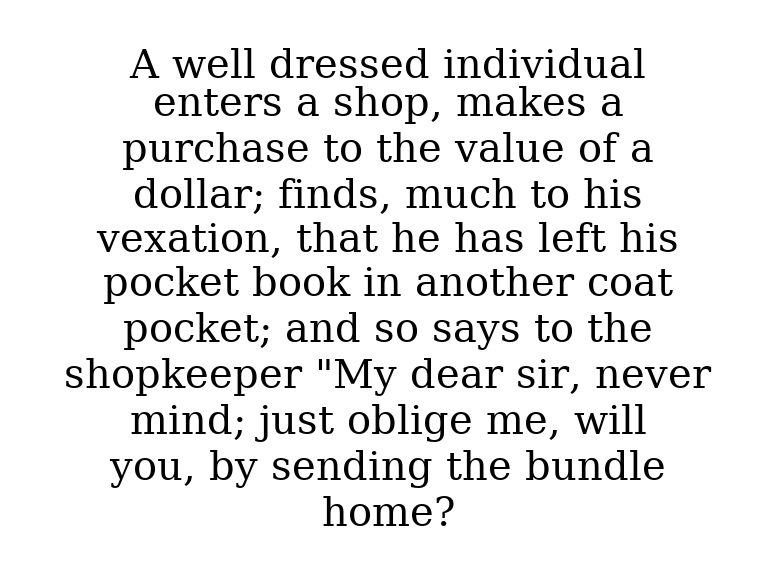 A well dressed individual
enters a shop, makes a
purchase to the value of a
dollar; finds, much to his
vexation, that he has left his
pocket book in another coat
pocket; and so says to the
shopkeeper "My dear sir, never
mind; just oblige me, will
you, by sending the bundle
home?